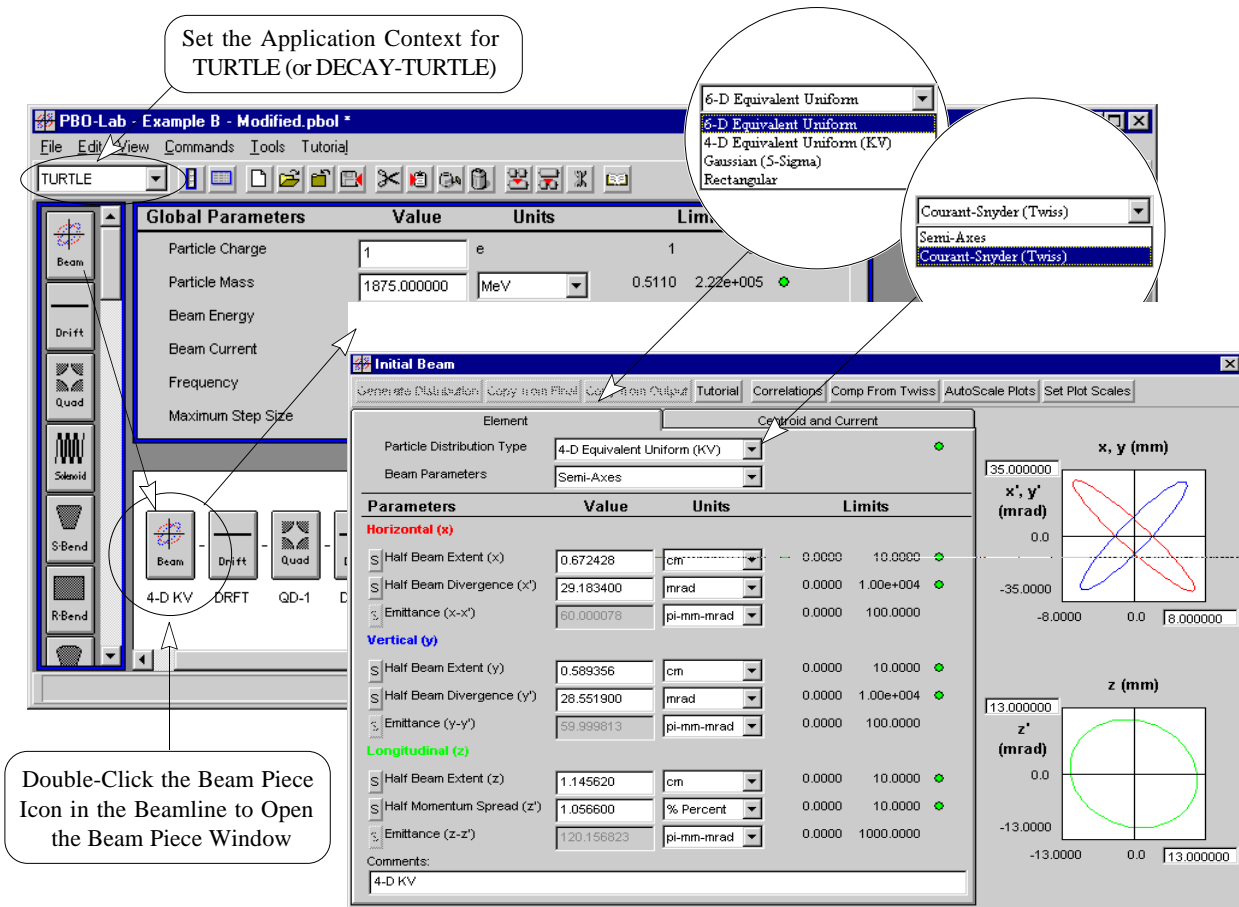 Set the Application Context for
TURTLE (or DECAY-TURTLE)
PBO-Lab - Example B - Modified.pbol *
File Edit View Commands Tools Tutorial
TURTLE
6-D Equivalent Uniform
6-D Equivalent Uniform
4-D Equivalent Uniform (KV)
Gaussian (5-Sigma)
Rectangular
Courant-Snyder (Twiss)
Semi-Axes
Courant-Snyder (Twiss)
Beam
Drift
Quad
Solenoid
S-Bend
R-Bend
Global Parameters Value Units
Particle Charge 1 e 1
Particle Mass 1875.000000 MeV 0.5110 2.22e+005
Beam Energy
Beam Current
Frequency
Maximum Step Size
Beam Drift Quad
4-D KV DRFT QD-1
Double-Click the Beam Piece
Icon in the Beamline to Open
the Beam Piece Window
Initial Beam
Generate Distribution Copy from Final Copy from Output Tutorial Correlations Comp From Twiss AutoScale Plots Set Plot Scales
Element Centroid and Current
Particle Distribution Type 4-D Equivalent Uniform (KV)
Beam Parameters Semi-Axes
Parameters Value Units Limits
Horizontal (x)
S Half Beam Extent (x) 0.672428 cm 0.0000 10.0000
S Half Beam Divergence (x') 29.183400 mrad 0.0000 1.00e+004
S Emittance (x-x') 60.000078 pi-mm-mrad 0.0000 100.0000
Vertical (y)
S Half Beam Extent (y) 0.589356 cm 0.0000 10.0000
S Half Beam Divergence (y') 28.551900 mrad 0.0000 1.00e+004
S Emittance (y-y') 59.999813 pi-mm-mrad 0.0000 100.0000
Longitudinal (z)
S Half Beam Extent (z) 1.145620 cm 0.0000 10.0000
S Half Momentum Spread (z') 1.056600 % Percent 0.0000 10.0000
S Emittance (z-z') 120.156823 pi-mm-mrad 0.0000 1000.0000
Comments:
4-D KV
x, y (mm)
35.000000
x', y'
(mrad)
0.0
-35.0000
-8.0000 0.0 8.000000
z (mm)
13.000000
z'
(mrad)
0.0
-13.0000
-13.0000 0.0 13.000000